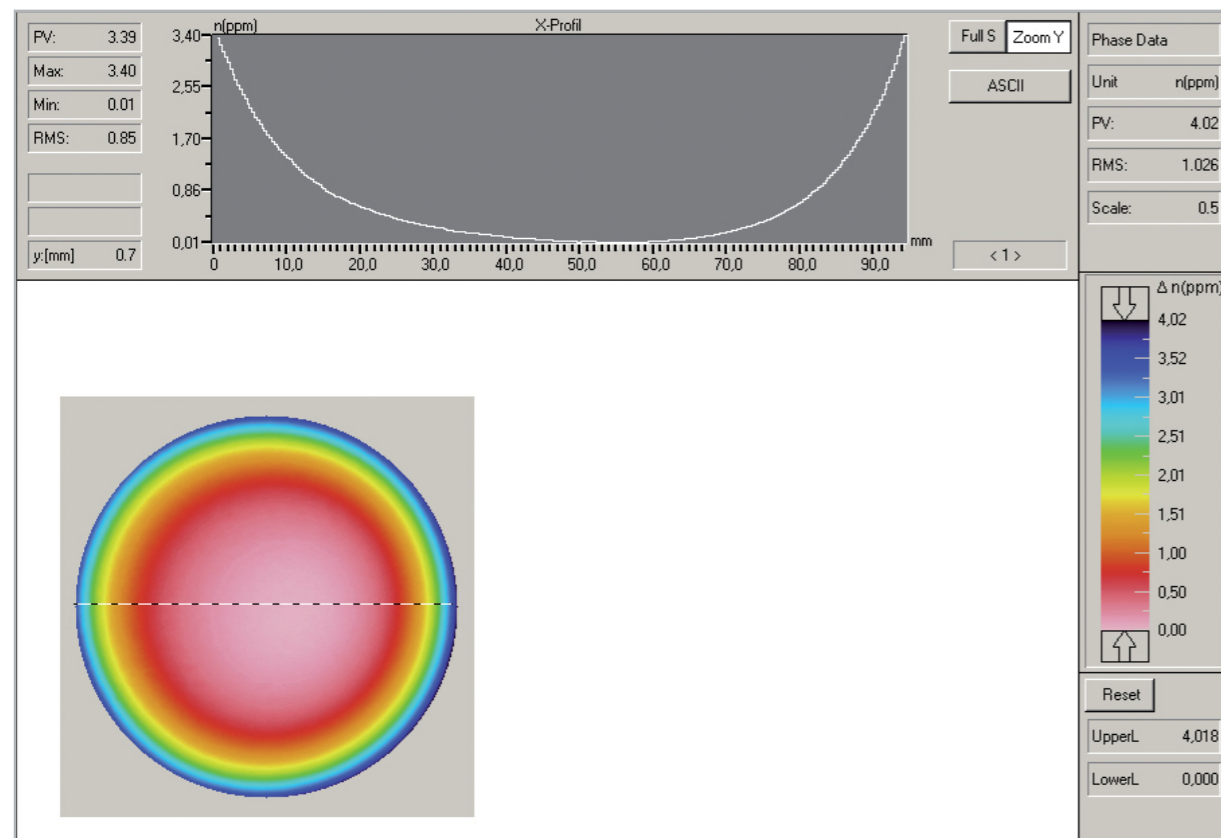 PV: 3.39
Max: 3.40
Min: 0.01
RMS: 0.85
y:[mm] 0.7
n(ppm)
X-Profil
3,40
2,55
1,70
0,86
0,01
0 10,0 20,0 30,0 40,0 50,0 60,0 70,0 80,0 90,0
mm
Full S Zoom Y
ASCII
< 1 >
Phase Data
Unit n(ppm)
PV: 4.02
RMS: 1.026
Scale: 0.5
Δ n(ppm)
4,02
3,52
3,01
2,51
2,01
1,51
1,00
0,50
0,00
Reset
UpperL 4,018
LowerL 0,000